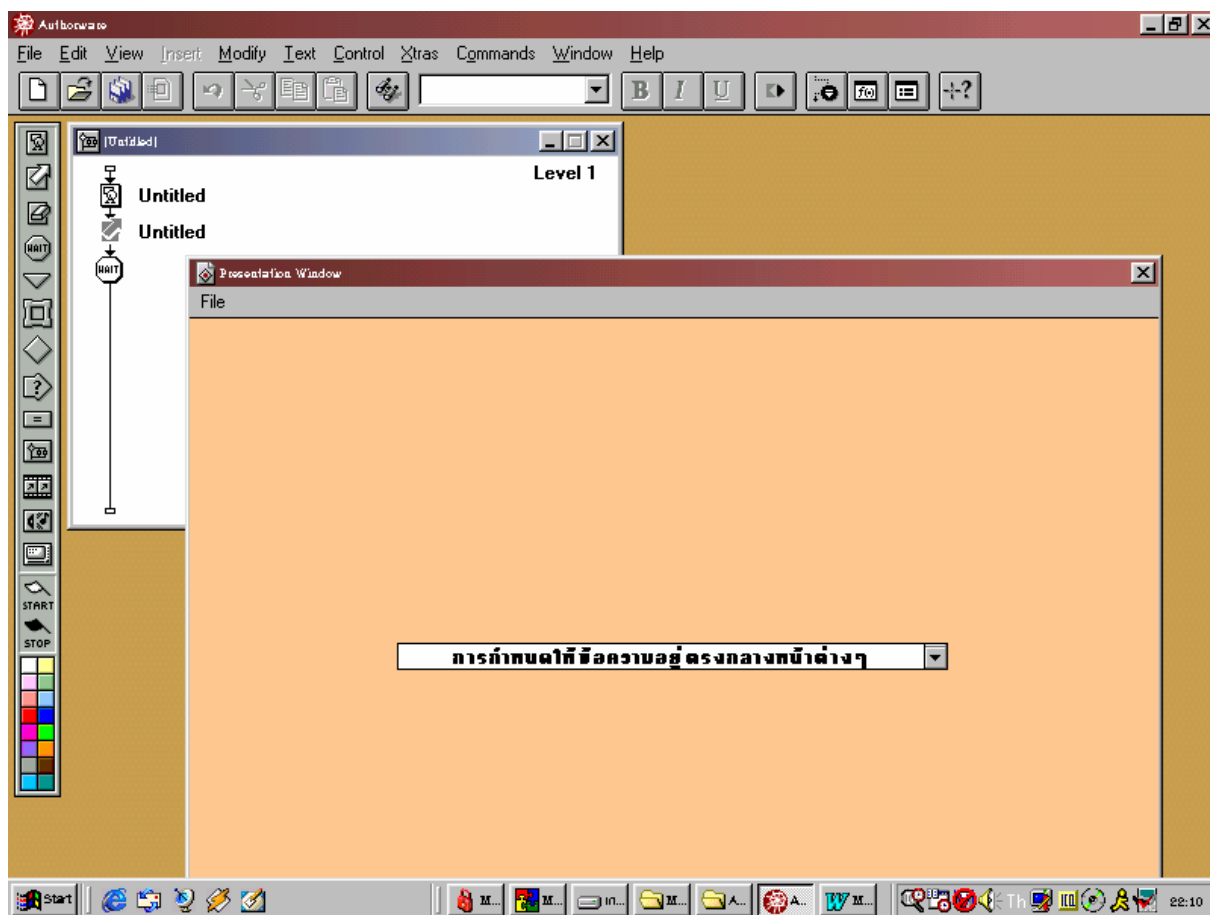 Authorware
File Edit View Insert Modify Text Control Xtras Commands Window Help
B I U f() ?
[Untitled]
Level 1
Untitled
Untitled
WAIT
WAIT
Presentation Window
File
?
=
START
STOP
การกำหนดให้ข้อความอยู่ตรงกลางหน้าต่างๆ
Start M... M... In... M... A... A... W M... Th 22:10